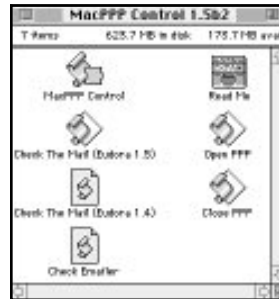 MacPPP Control 1.5b2
7 items 623.7 MB in disk 173.7 MB ava
MacPPP Control Read Me
Check The Mail (Eudora 1.5) Open PPP
Check The Mail (Eudora 1.4) Close PPP
Check Emailer